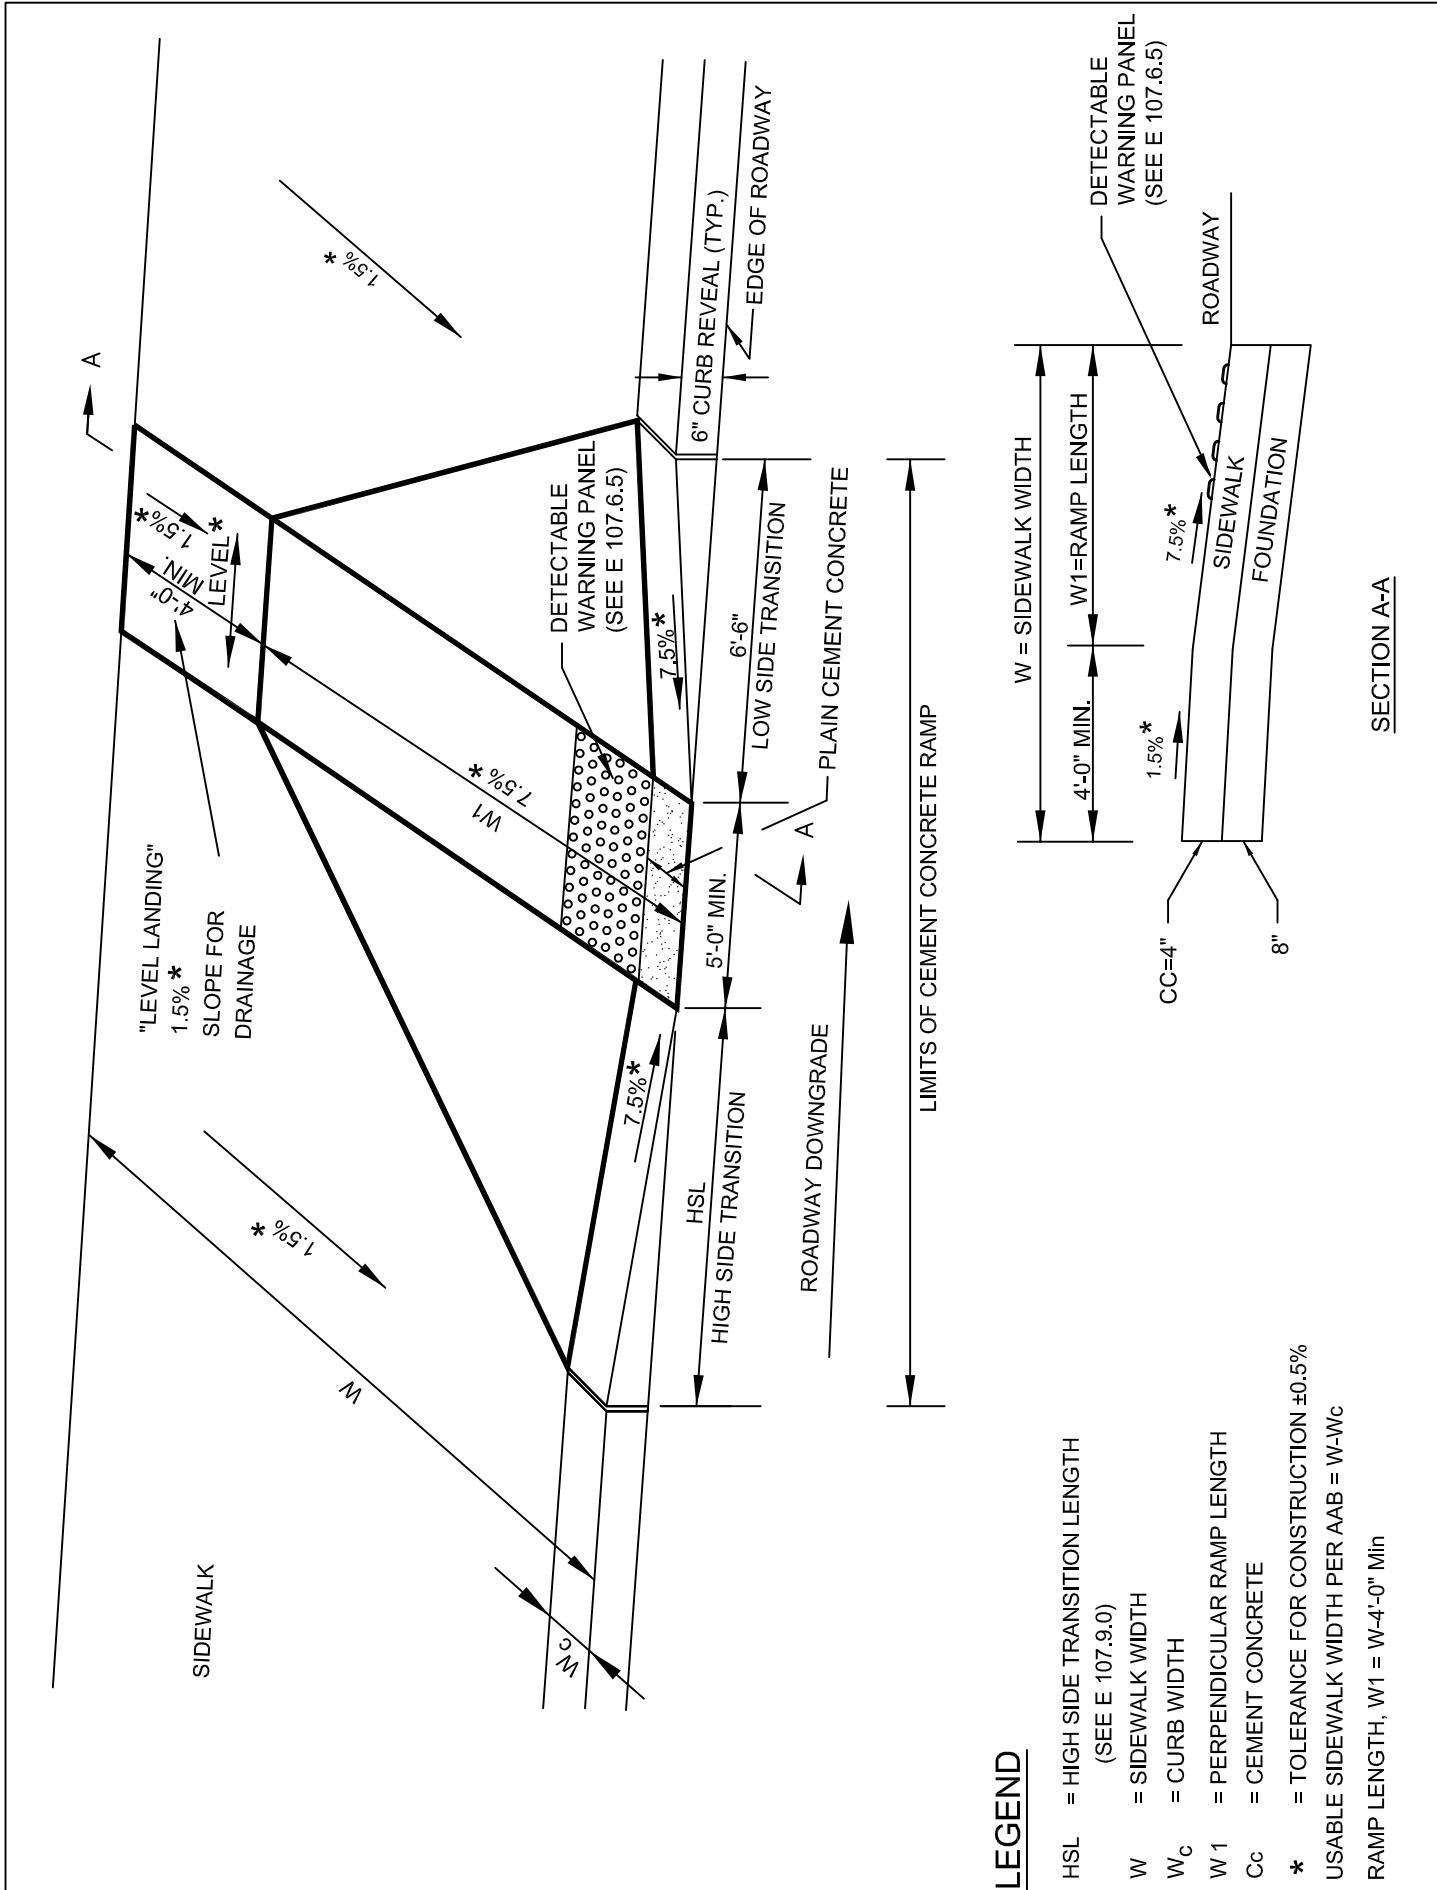 SIDEWALK
W
W
c
1.5% *
"LEVEL LANDING"
1.5% *
SLOPE FOR
DRAINAGE
4'-0"
MIN.
1.5% *
LEVEL *
A
1.5% *
W1
7.5% *
DETECTABLE
WARNING PANEL
(SEE E 107.6.5)
7.5% *
7.5% *
6" CURB REVEAL (TYP.)
EDGE OF ROADWAY
HSL
HIGH SIDE TRANSITION
5'-0" MIN.
6'-6"
LOW SIDE TRANSITION
A
PLAIN CEMENT CONCRETE
ROADWAY DOWNGRADE
LIMITS OF CEMENT CONCRETE RAMP
LEGEND
HSL = HIGH SIDE TRANSITION LENGTH
(SEE E 107.9.0)
W = SIDEWALK WIDTH
Wc = CURB WIDTH
W 1 = PERPENDICULAR RAMP LENGTH
Cc = CEMENT CONCRETE
* = TOLERANCE FOR CONSTRUCTION ±0.5%
USABLE SIDEWALK WIDTH PER AAB = W-Wc
RAMP LENGTH, W1 = W-4'-0" Min
W = SIDEWALK WIDTH
4'-0" MIN.
W1=RAMP LENGTH
DETECTABLE
WARNING PANEL
(SEE E 107.6.5)
1.5% *
7.5% *
ROADWAY
SIDEWALK
FOUNDATION
CC=4"
8"
SECTION A-A